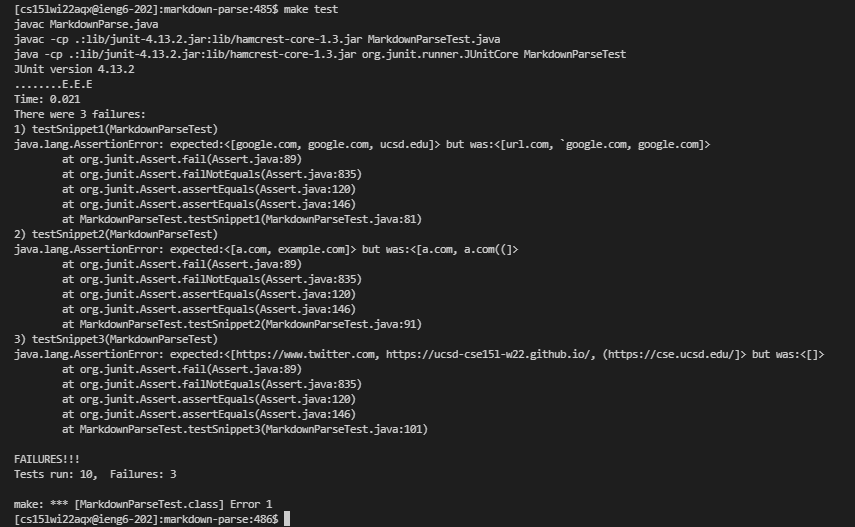 [cs15lwi22aqx@ieng6-202]:markdown-parse:485$ make test
javac MarkdownParse.java
javac -cp .:lib/junit-4.13.2.jar:lib/hamcrest-core-1.3.jar MarkdownParseTest.java
java -cp .:lib/junit-4.13.2.jar:lib/hamcrest-core-1.3.jar org.junit.runner.JUnitCore MarkdownParseTest
JUnit version 4.13.2
........E.E.E
Time: 0.021
There were 3 failures:
1) testSnippet1(MarkdownParseTest)
java.lang.AssertionError: expected:<[google.com, google.com, ucsd.edu]> but was:<[url.com, `google.com, google.com]>
        at org.junit.Assert.fail(Assert.java:89)
        at org.junit.Assert.failNotEquals(Assert.java:835)
        at org.junit.Assert.assertEquals(Assert.java:120)
        at org.junit.Assert.assertEquals(Assert.java:146)
        at MarkdownParseTest.testSnippet1(MarkdownParseTest.java:81)
2) testSnippet2(MarkdownParseTest)
java.lang.AssertionError: expected:<[a.com, example.com]> but was:<[a.com, a.com((]>
        at org.junit.Assert.fail(Assert.java:89)
        at org.junit.Assert.failNotEquals(Assert.java:835)
        at org.junit.Assert.assertEquals(Assert.java:120)
        at org.junit.Assert.assertEquals(Assert.java:146)
        at MarkdownParseTest.testSnippet2(MarkdownParseTest.java:91)
3) testSnippet3(MarkdownParseTest)
java.lang.AssertionError: expected:<[https://www.twitter.com, https://ucsd-cse15l-w22.github.io/, (https://cse.ucsd.edu/]> but was:<[]>
        at org.junit.Assert.fail(Assert.java:89)
        at org.junit.Assert.failNotEquals(Assert.java:835)
        at org.junit.Assert.assertEquals(Assert.java:120)
        at org.junit.Assert.assertEquals(Assert.java:146)
        at MarkdownParseTest.testSnippet3(MarkdownParseTest.java:101)

FAILURES!!!
Tests run: 10,  Failures: 3

make: *** [MarkdownParseTest.class] Error 1
[cs15lwi22aqx@ieng6-202]:markdown-parse:486$